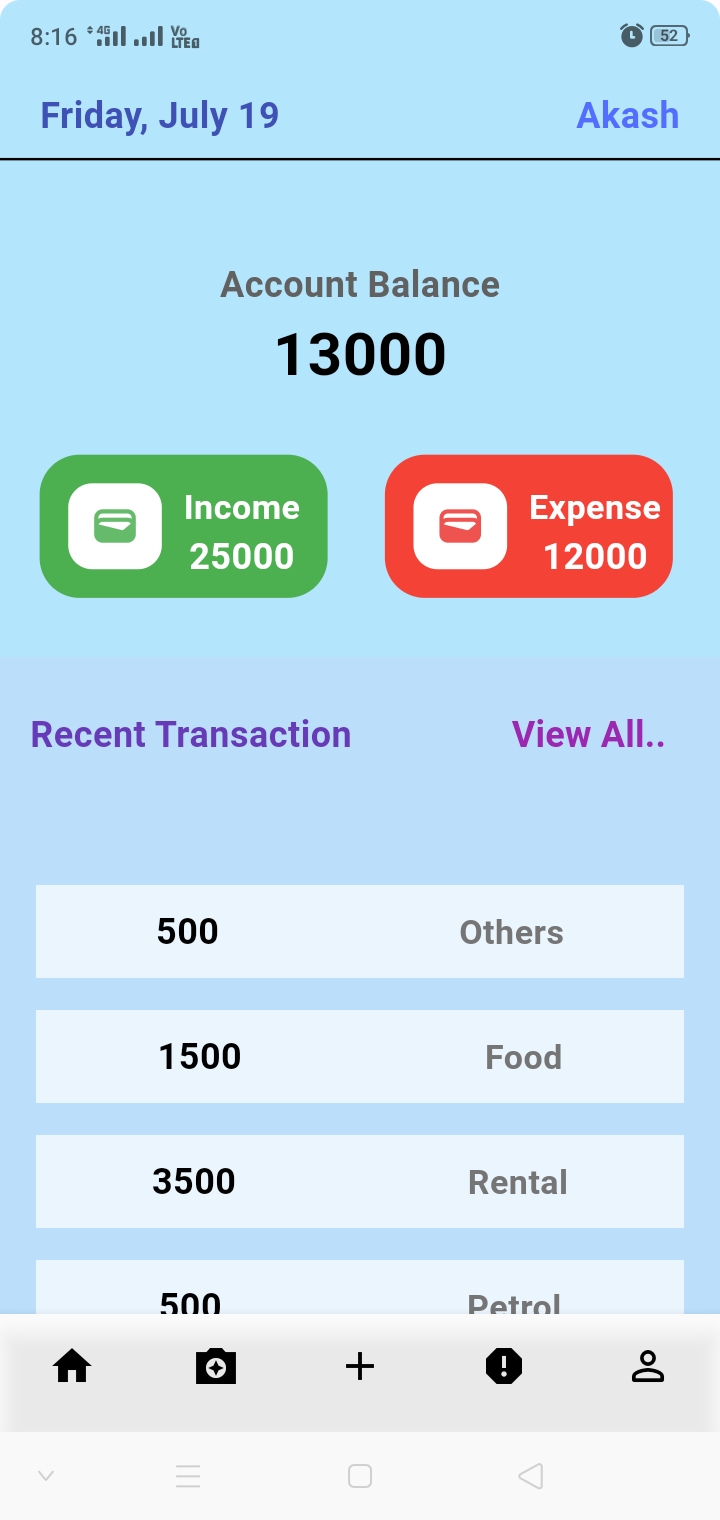 8:16 4G Vo LTE 52
Friday, July 19 Akash
Account Balance
13000
Income Expense
25000 12000
Recent Transaction View All..
500 Others
1500 Food
3500 Rental
500 Petrol